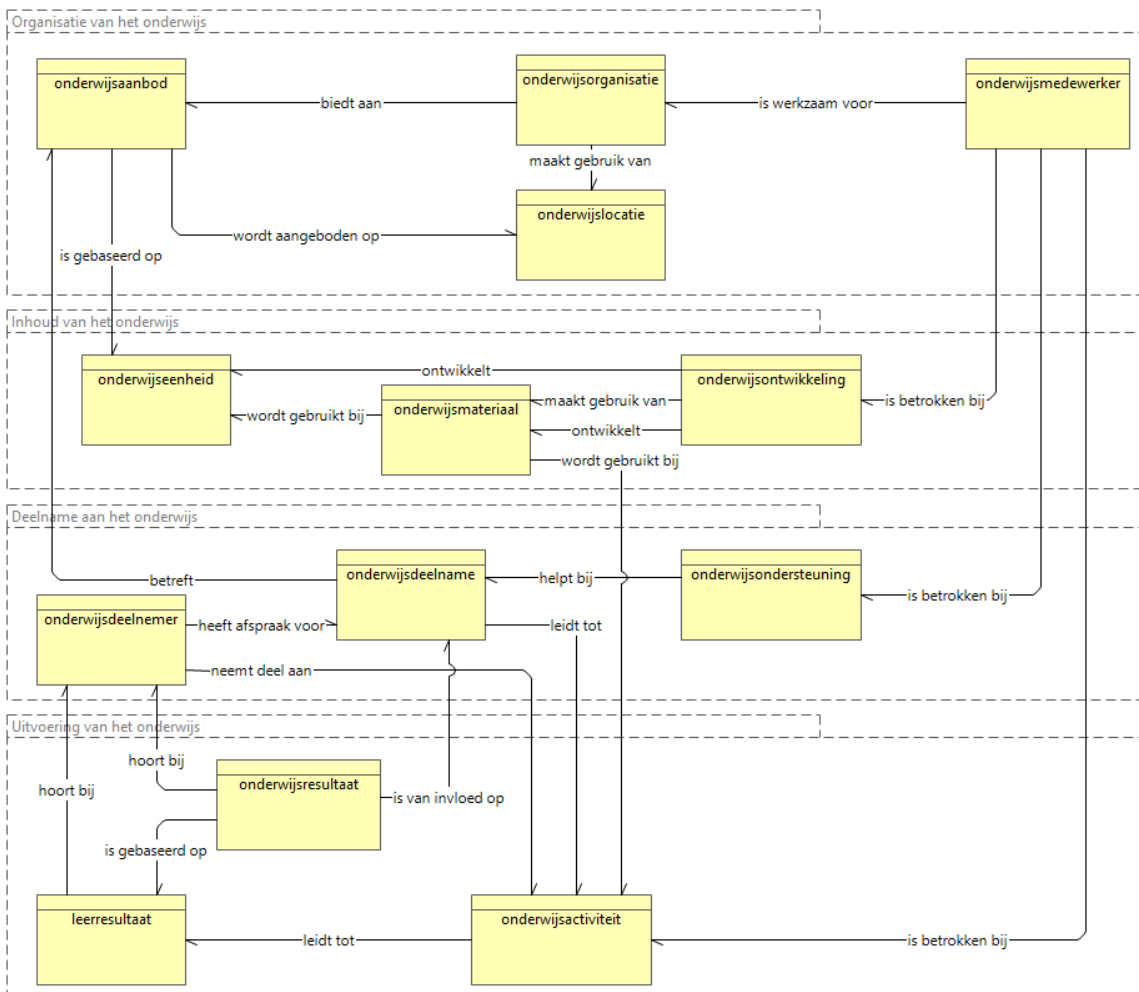 Organisatie van het onderwijs
onderwijsaanbod
onderwijsorganisatie
onderwijsmedewerker
biedt aan
is werkzaam voor
maakt gebruik van
onderwijslocatie
wordt aangeboden op
is gebaseerd op
Inhoud van het onderwijs
onderwijseenheid
ontwikkelt
onderwijsontwikkeling
onderwijsmateriaal
maakt gebruik van
is betrokken bij
wordt gebruikt bij
ontwikkelt
wordt gebruikt bij
Deelname aan het onderwijs
onderwijsdeelname
onderwijsondersteuning
betreft
helpt bij
is betrokken bij
onderwijsdeelnemer
heeft afspraak voor
leidt tot
neemt deel aan
Uitvoering van het onderwijs
hoort bij
onderwijsresultaat
hoort bij
is van invloed op
is gebaseerd op
leerresultaat
onderwijsactiviteit
leidt tot
is betrokken bij